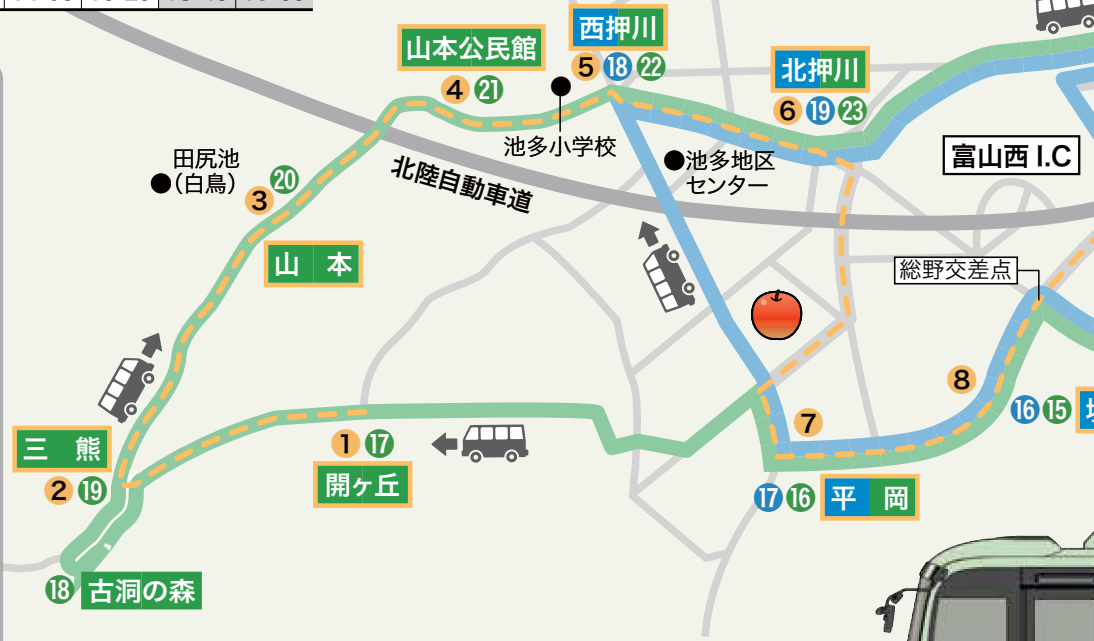 西押川
⑤ ⑱ ㉒
山本公民館
④ ㉑
北押川
⑥ ⑲ ㉓
池多小学校
富山西 I.C
池多地区
センター
田尻池
(白鳥)
北陸自動車道
③ ⑳
山 本
総野交差点
⑧
⑯ ⑮
⑦
三 熊
② ⑲
① ⑰
開ヶ丘
⑰ ⑯ 平 岡
⑱ 古洞の森